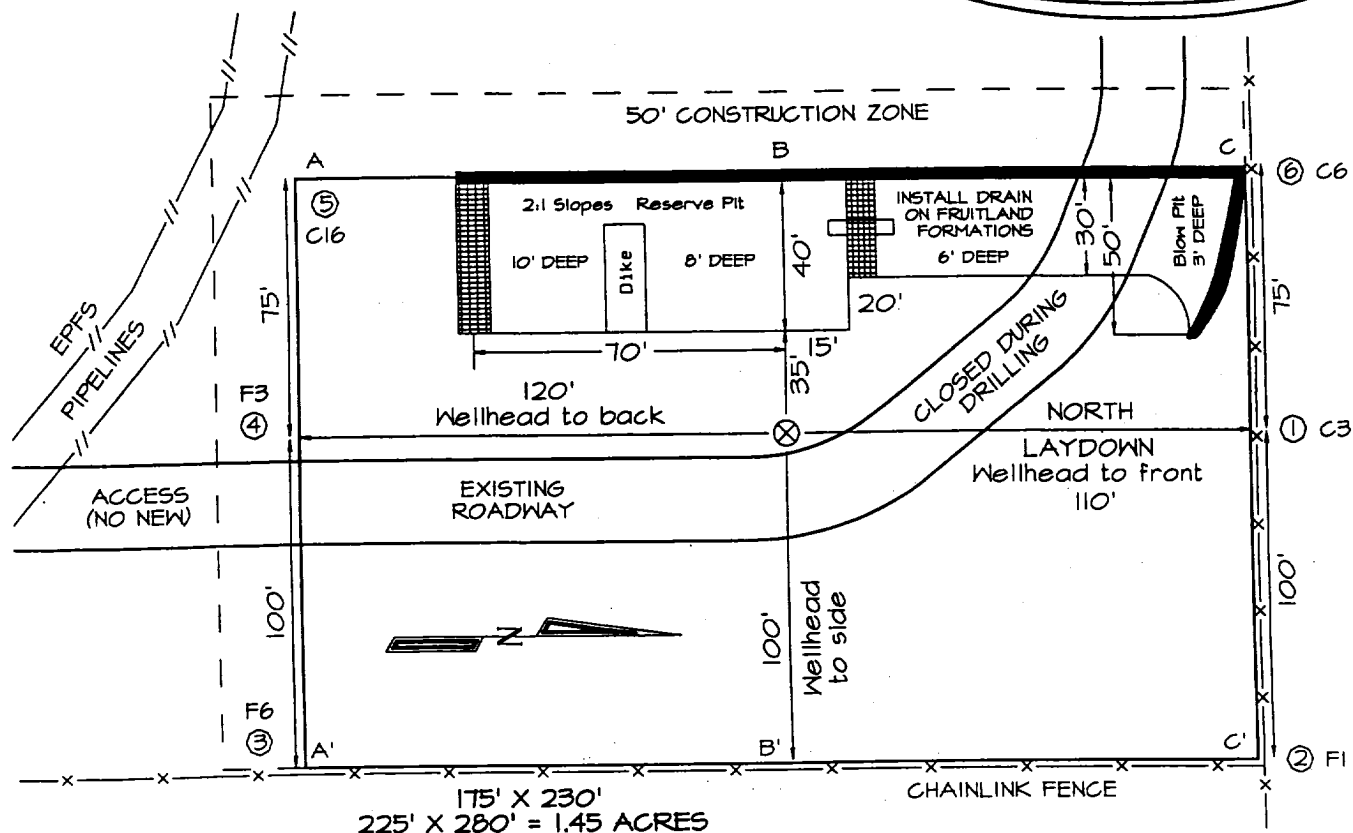 50' CONSTRUCTION ZONE
A
B
C
⑥ C6
⑤
C16
2:1 Slopes Reserve Pit
10' DEEP
Dike
8' DEEP
40'
INSTALL DRAIN
ON FRUITLAND
FORMATIONS
6' DEEP
30'
50'
Blow Pit
3' DEEP
75'
75'
EPFS
PIPELINES
20'
70'
15'
35'
CLOSED DURING
DRILLING
F3
④
120'
Wellhead to back
NORTH
① C3
LAYDOWN
Wellhead to front
110'
ACCESS
(NO NEW)
EXISTING
ROADWAY
100'
100'
Wellhead
to side
100'
N
F6
③
A'
B'
C'
② F1
175' X 230'
225' X 280' = 1.45 ACRES
CHAINLINK FENCE